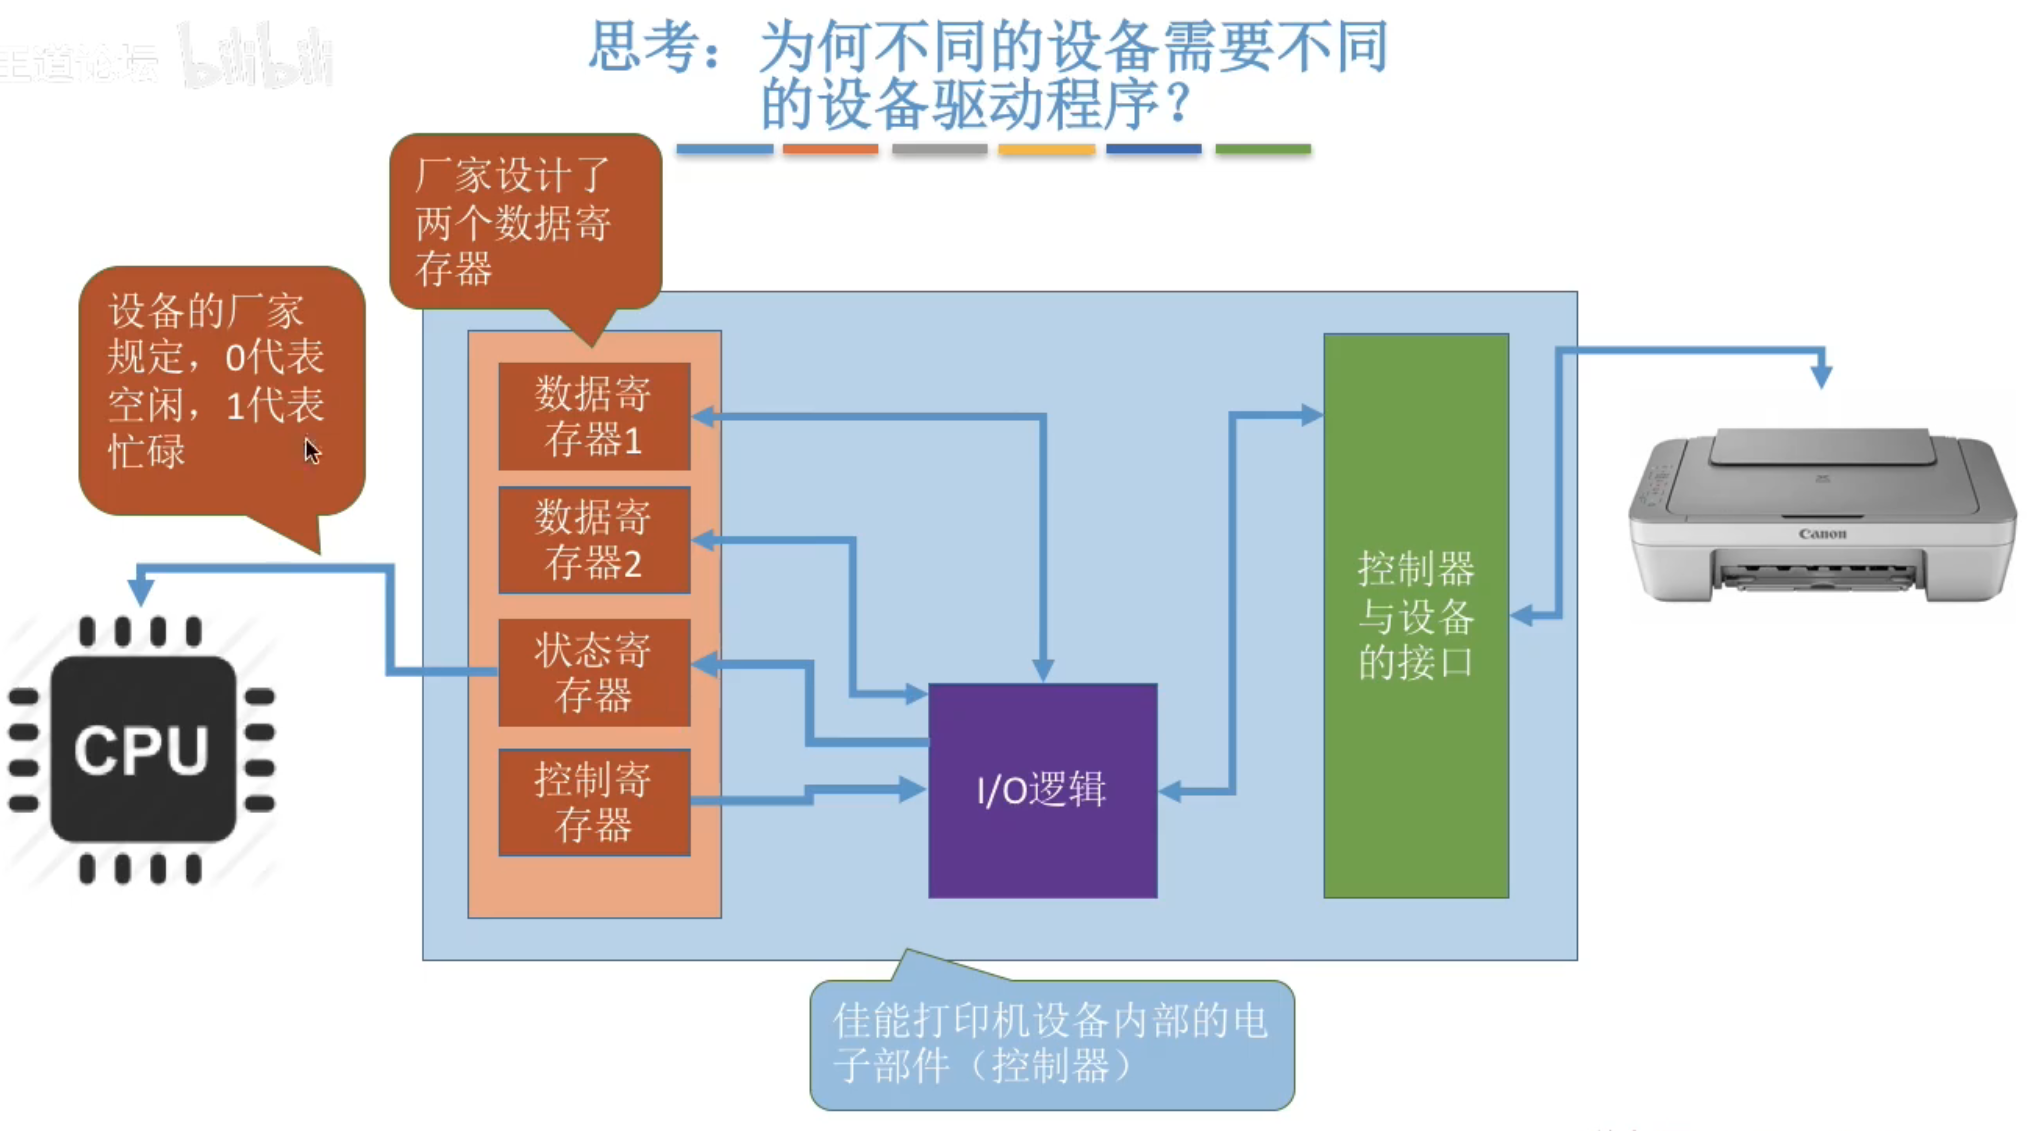 王道论坛 bilibili
思考：为何不同的设备需要不同
的设备驱动程序？
厂家设计了
两个数据寄
存器
设备的厂家
规定，0代表
空闲，1代表
忙碌
数据寄
存器1
数据寄
存器2
状态寄
存器
控制寄
存器
CPU
I/O逻辑
控制器
与设备
的接口
Canon
佳能打印机设备内部的电
子部件（控制器）